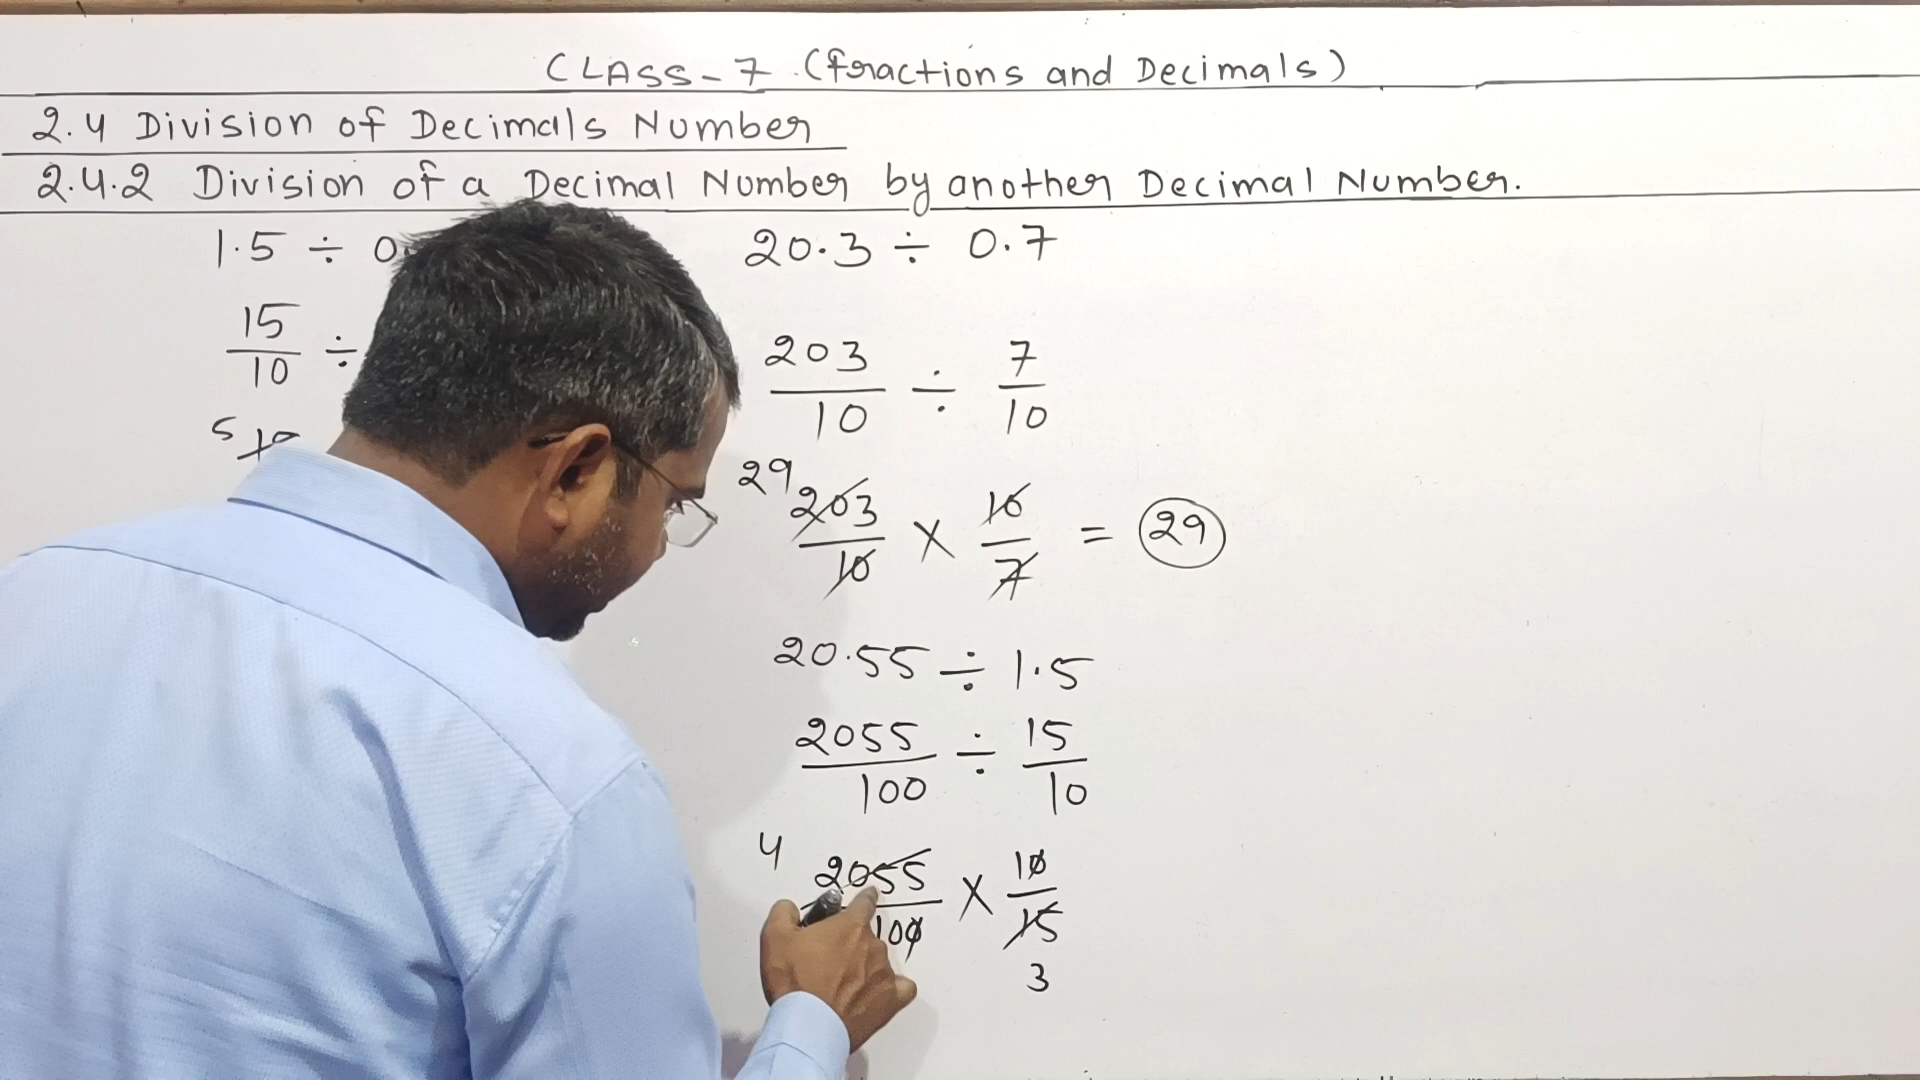 CLASS-7 (fractions and Decimals)
2.4 Division of Decimals Number
2.4.2 Division of a Decimal Number by another Decimal Number.
1.5 ÷ 0.
15/10 ÷
5 10
20.3 ÷ 0.7
203/10 ÷ 7/10
29 203/10 × 10/7 = 29
20.55 ÷ 1.5
2055/100 ÷ 15/10
4 2055/100 × 10/15
3